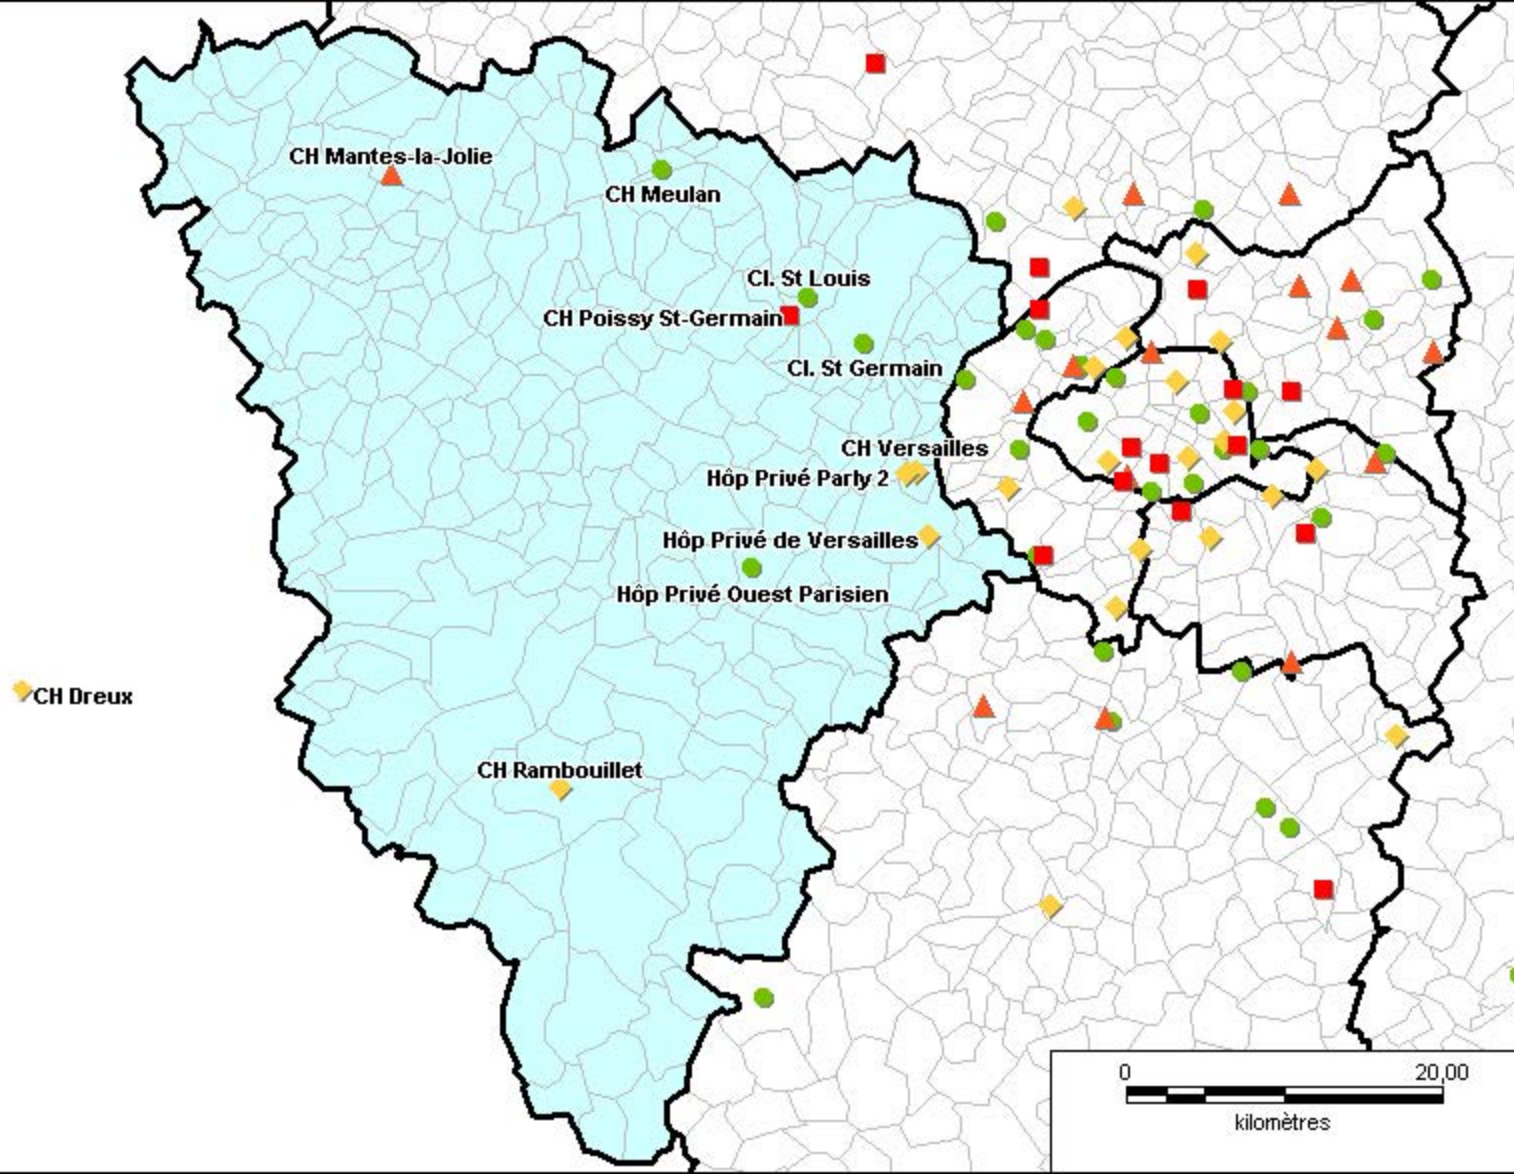 CH Mantes-la-Jolie
CH Meulan
Cl. St Louis
CH Poissy St-Germain
Cl. St Germain
CH Versailles
Hôp Privé Parly 2
Hôp Privé de Versailles
Hôp Privé Ouest Parisien
CH Dreux
CH Rambouillet
0 20,00
kilomètres